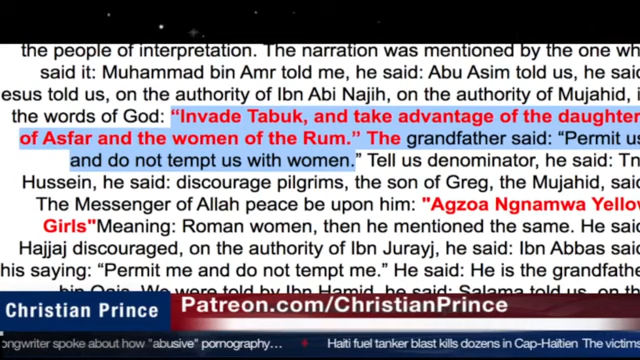 the people of interpretation. The narration was mentioned by the one wh
said it: Muhammad bin Amr told me, he said: Abu Asim told us, he said
esus told us, on the authority of Ibn Abi Najih, on the authority of Mujahid, i
the words of God: “Invade Tabuk, and take advantage of the daughter
of Asfar and the women of the Rum.” The grandfather said: “Permit us
and do not tempt us with women.” Tell us denominator, he said: Tn
Hussein, he said: discourage pilgrims, the son of Greg, the Mujahid, said
The Messenger of Allah peace be upon him: "Agzoa Ngnamwa Yellow
Girls"Meaning: Roman women, then he mentioned the same. He said
Hajjaj discouraged, on the authority of Ibn Jurayj, he said: Ibn Abbas said
his saying: “Permit me and do not tempt me.” He said: He is the grandfathe
bin Qais. We were told by Ibn Hamid, he said: Salama told us, on th
Christian Prince Patreon.com/ChristianPrince
ongwriter spoke about how "abusive" pornography... Haiti fuel tanker blast kills dozens in Cap-Haïtien The victims